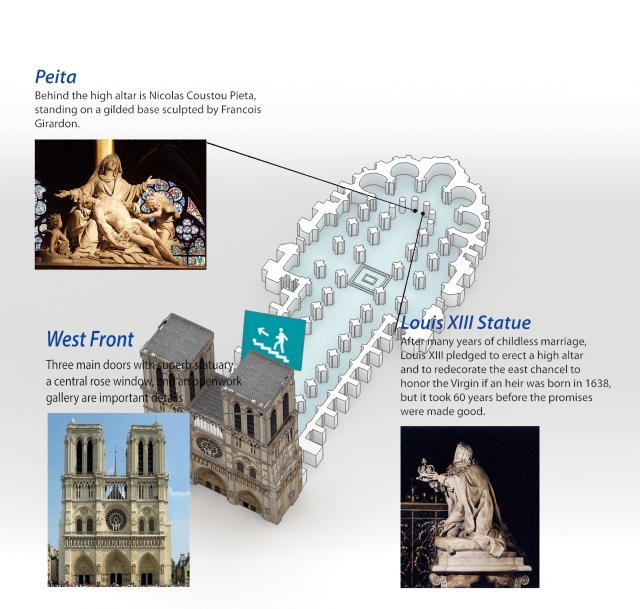 Peita
Behind the high altar is Nicolas Coustou Pieta,
standing on a gilded base sculpted by Francois
Girardon.
West Front
Three main doors with superb statuary,
a central rose window, and an openwork
gallery are important details
Louis XIII Statue
After many years of childless marriage,
Louis XIII pledged to erect a high altar
and to redecorate the east chancel to
honor the Virgin if an heir was born in 1638,
but it took 60 years before the promises
were made good.